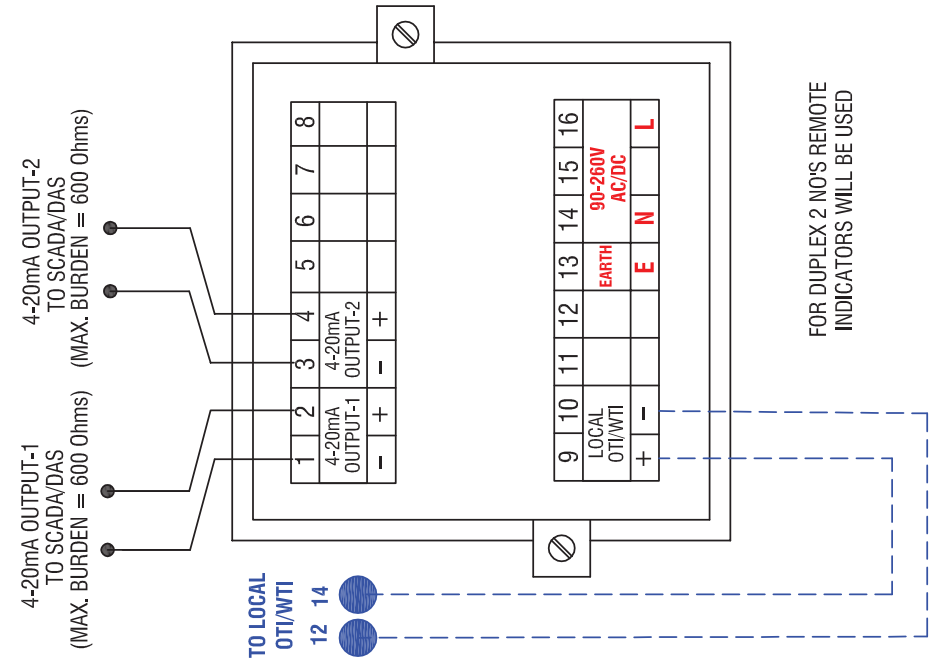 4-20mA OUTPUT-1
TO SCADA/DAS
(MAX. BURDEN = 600 Ohms)
4-20mA OUTPUT-2
TO SCADA/DAS
(MAX. BURDEN = 600 Ohms)
1 2 3 4 5 6 7 8
4-20mA
OUTPUT-1
4-20mA
OUTPUT-2
- + - +
9 10 11 12 13 14 15 16
LOCAL
OTI/WTI
EARTH
90-260V
AC/DC
+ - E N L
TO LOCAL
OTI/WTI
12 14
FOR DUPLEX 2 NO'S REMOTE
INDICATORS WILL BE USED